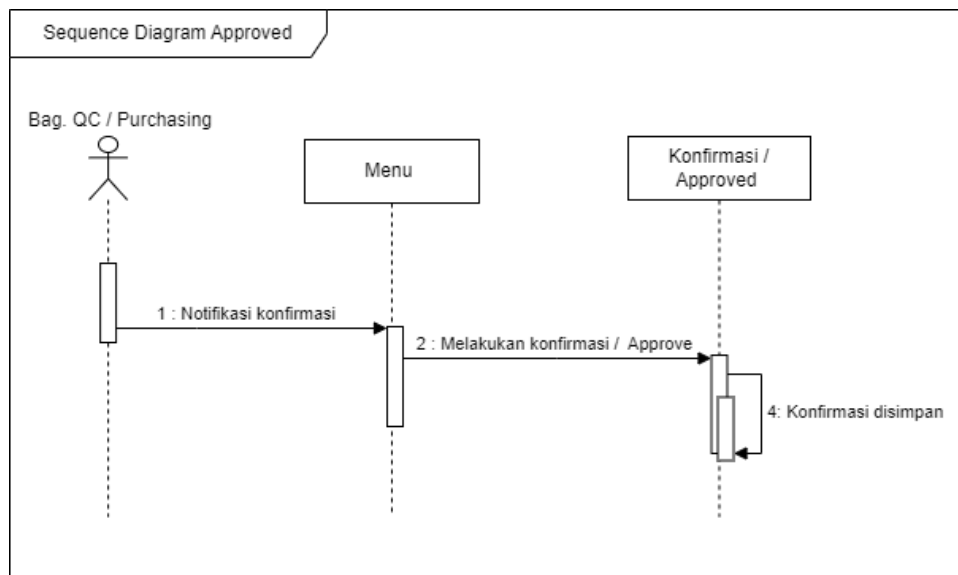 Sequence Diagram Approved
Bag. QC / Purchasing
Menu
Konfirmasi /
Approved
1 : Notifikasi konfirmasi
2 : Melakukan konfirmasi / Approve
4: Konfirmasi disimpan